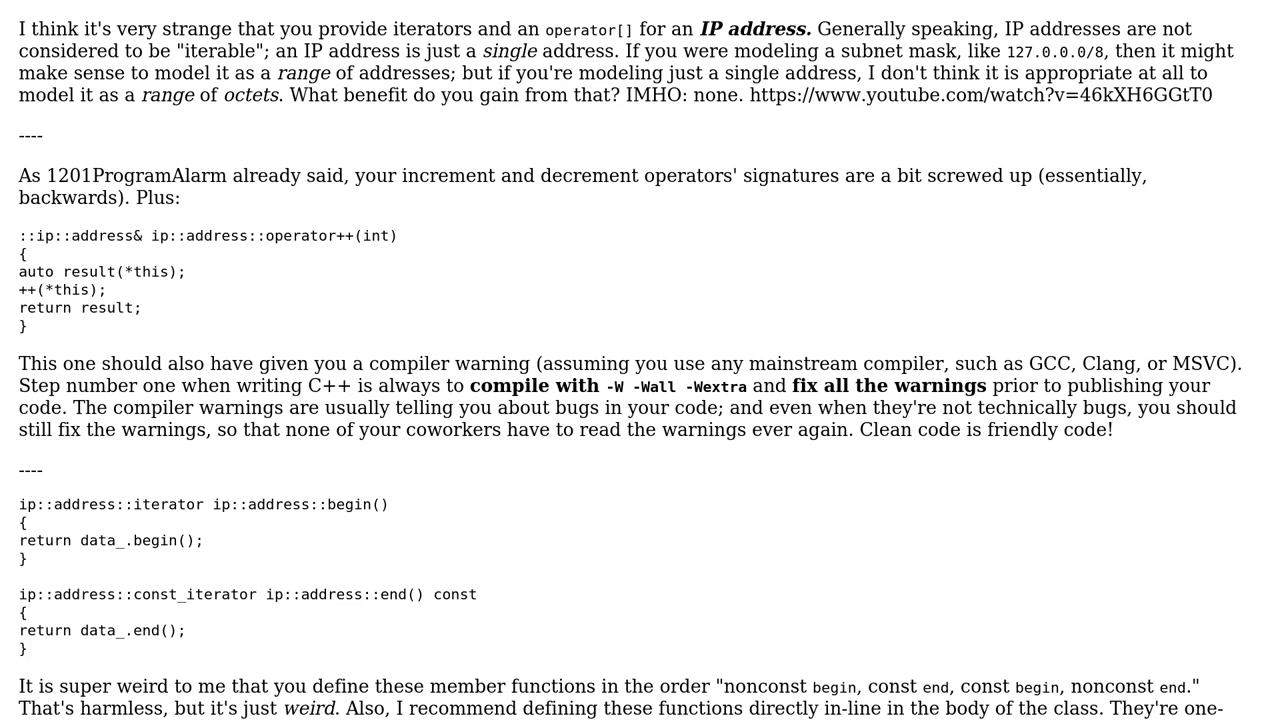 I think it's very strange that you provide iterators and an operator[] for an IP address. Generally speaking, IP addresses are not
considered to be "iterable"; an IP address is just a single address. If you were modeling a subnet mask, like 127.0.0.0/8, then it might
make sense to model it as a range of addresses; but if you're modeling just a single address, I don't think it is appropriate at all to
model it as a range of octets. What benefit do you gain from that? IMHO: none. https://www.youtube.com/watch?v=46kXH6GGtT0
----
As 1201ProgramAlarm already said, your increment and decrement operators' signatures are a bit screwed up (essentially,
backwards). Plus:
::ip::address& ip::address::operator++(int)
{
auto result(*this);
++(*this);
return result;
}
This one should also have given you a compiler warning (assuming you use any mainstream compiler, such as GCC, Clang, or MSVC).
Step number one when writing C++ is always to compile with -W -Wall -Wextra and fix all the warnings prior to publishing your
code. The compiler warnings are usually telling you about bugs in your code; and even when they're not technically bugs, you should
still fix the warnings, so that none of your coworkers have to read the warnings ever again. Clean code is friendly code!
----
ip::address::iterator ip::address::begin()
{
return data_.begin();
}
ip::address::const_iterator ip::address::end() const
{
return data_.end();
}
It is super weird to me that you define these member functions in the order "nonconst begin, const end, const begin, nonconst end."
That's harmless, but it's just weird. Also, I recommend defining these functions directly in-line in the body of the class. They're one-